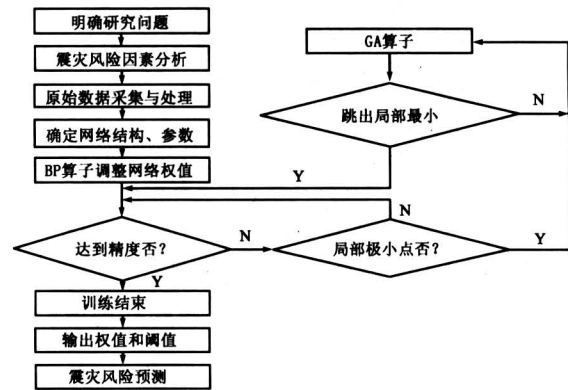 明确研究问题
震灾风险因素分析
原始数据采集与处理
确定网络结构、参数
BP算子调整网络权值
GA算子
跳出局部最小
N
Y
达到精度否？
N
局部极小点否？
N
Y
Y
训练结束
输出权值和阈值
震灾风险预测